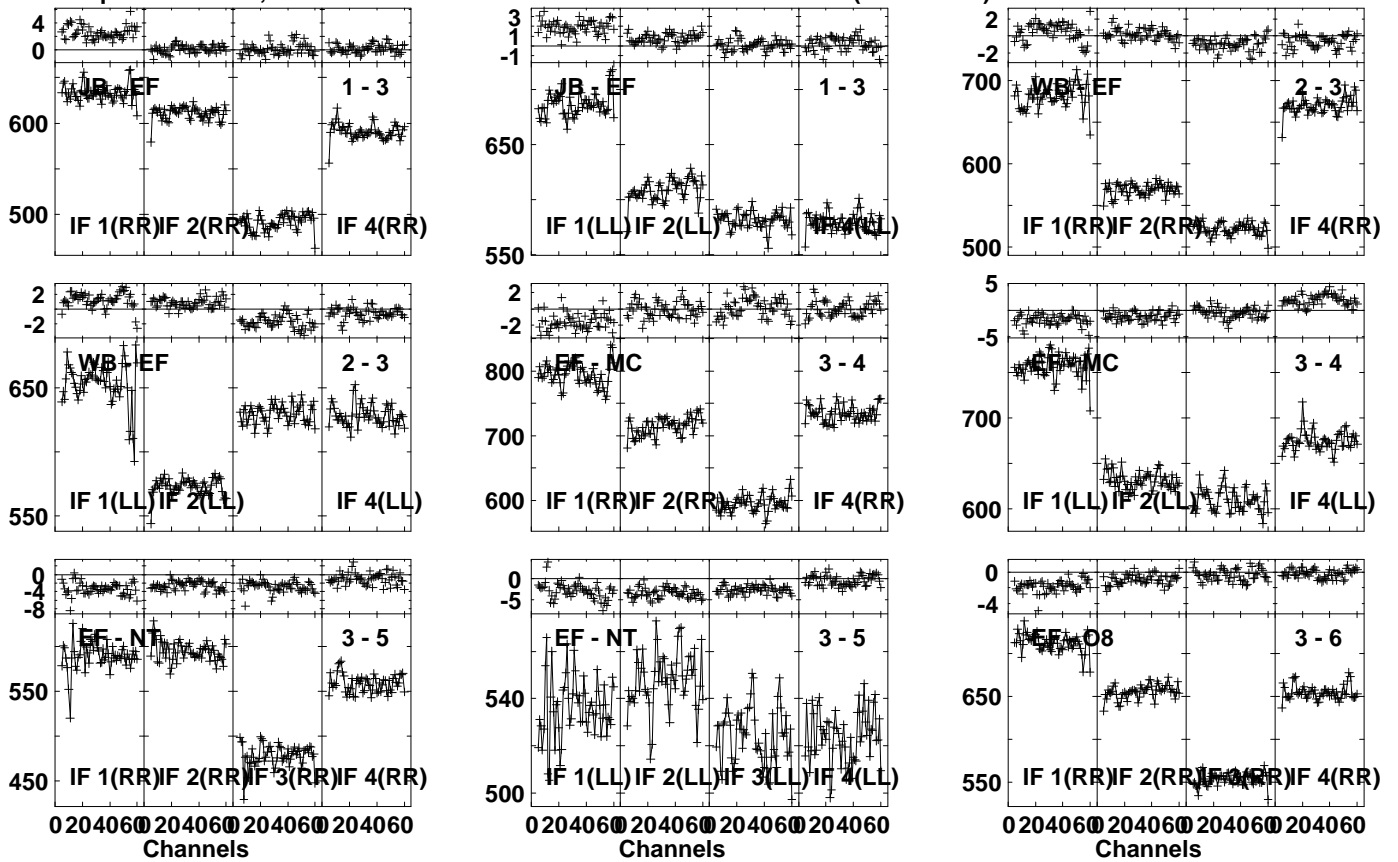 4
0
JB - EF 1 - 3
600
500
IF 1(RR) IF 2(RR) IF 4(RR)
3
1
-1
JB - EF 1 - 3
650
550
IF 1(LL) IF 2(LL) IF 4(LL)
2
-2
WB - EF 2 - 3
700
600
500
IF 1(RR) IF 2(RR) IF 4(RR)
2
-2
WB - EF 2 - 3
650
550
IF 1(LL) IF 2(LL) IF 4(LL)
2
-2
EF - MC 3 - 4
800
700
600
IF 1(RR) IF 2(RR) IF 4(RR)
5
-5
EF - MC 3 - 4
700
600
IF 1(LL) IF 2(LL) IF 4(LL)
0
-4
-8
EF - NT 3 - 5
550
450
IF 1(RR) IF 2(RR) IF 3(RR) IF 4(RR)
0 204060 0 204060 0 204060 0 204060
Channels
0
-5
EF - NT 3 - 5
540
500
IF 1(LL) IF 2(LL) IF 3(LL) IF 4(LL)
0 204060 0 204060 0 204060 0 204060
Channels
0
-4
EF - O8 3 - 6
650
550
IF 1(RR) IF 2(RR) IF 3(RR) IF 4(RR)
0 204060 0 204060 0 204060 0 204060
Channels